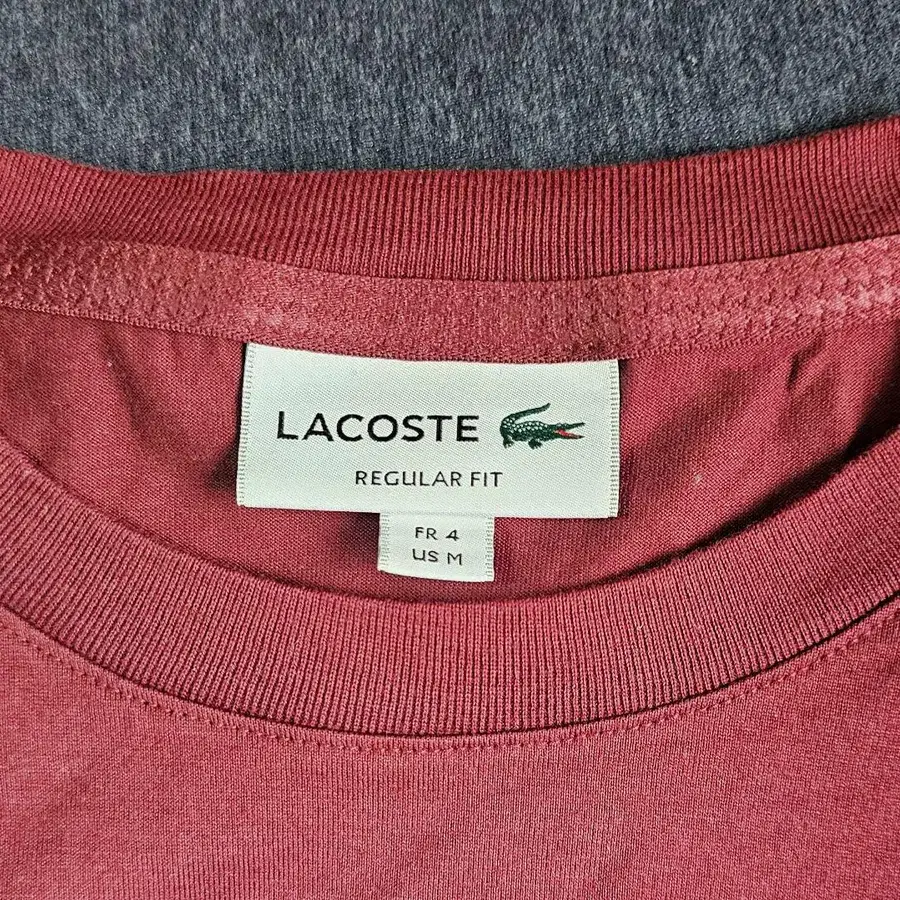 LACOSTE
REGULAR FIT
FR 4
US M